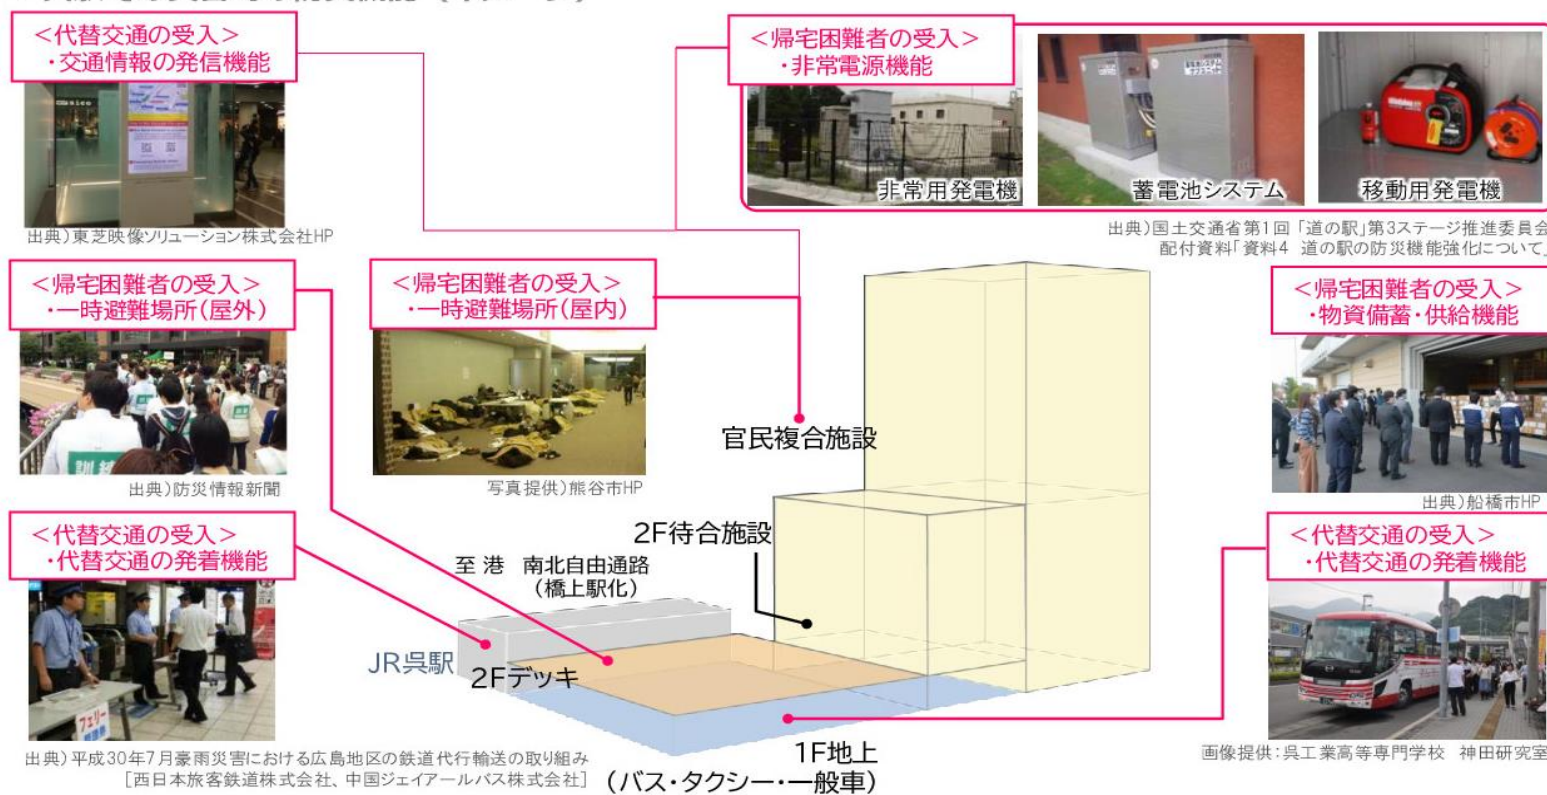 <代替交通の受入>
・交通情報の発信機能
出典)東芝映像ソリューション株式会社HP
<帰宅困難者の受入>
・非常電源機能
非常用発電機
蓄電池システム
移動用発電機
出典)国土交通省第1回「道の駅」第3ステージ推進委員会
配付資料「資料4 道の駅の防災機能強化について」
<帰宅困難者の受入>
・一時避難場所(屋外)
訓練
出典)防災情報新聞
<帰宅困難者の受入>
・一時避難場所(屋内)
写真提供)熊谷市HP
<帰宅困難者の受入>
・物資備蓄・供給機能
出典)船橋市HP
官民複合施設
2F待合施設
至 港 南北自由通路
(橋上駅化)
JR呉駅
2Fデッキ
1F地上
(バス・タクシー・一般車)
<代替交通の受入>
・代替交通の発着機能
フェリー
出典)平成30年7月豪雨災害における広島地区の鉄道代行輸送の取り組み
[西日本旅客鉄道株式会社、中国ジェイアールバス株式会社]
<代替交通の受入>
・代替交通の発着機能
画像提供:呉工業高等専門学校 神田研究室